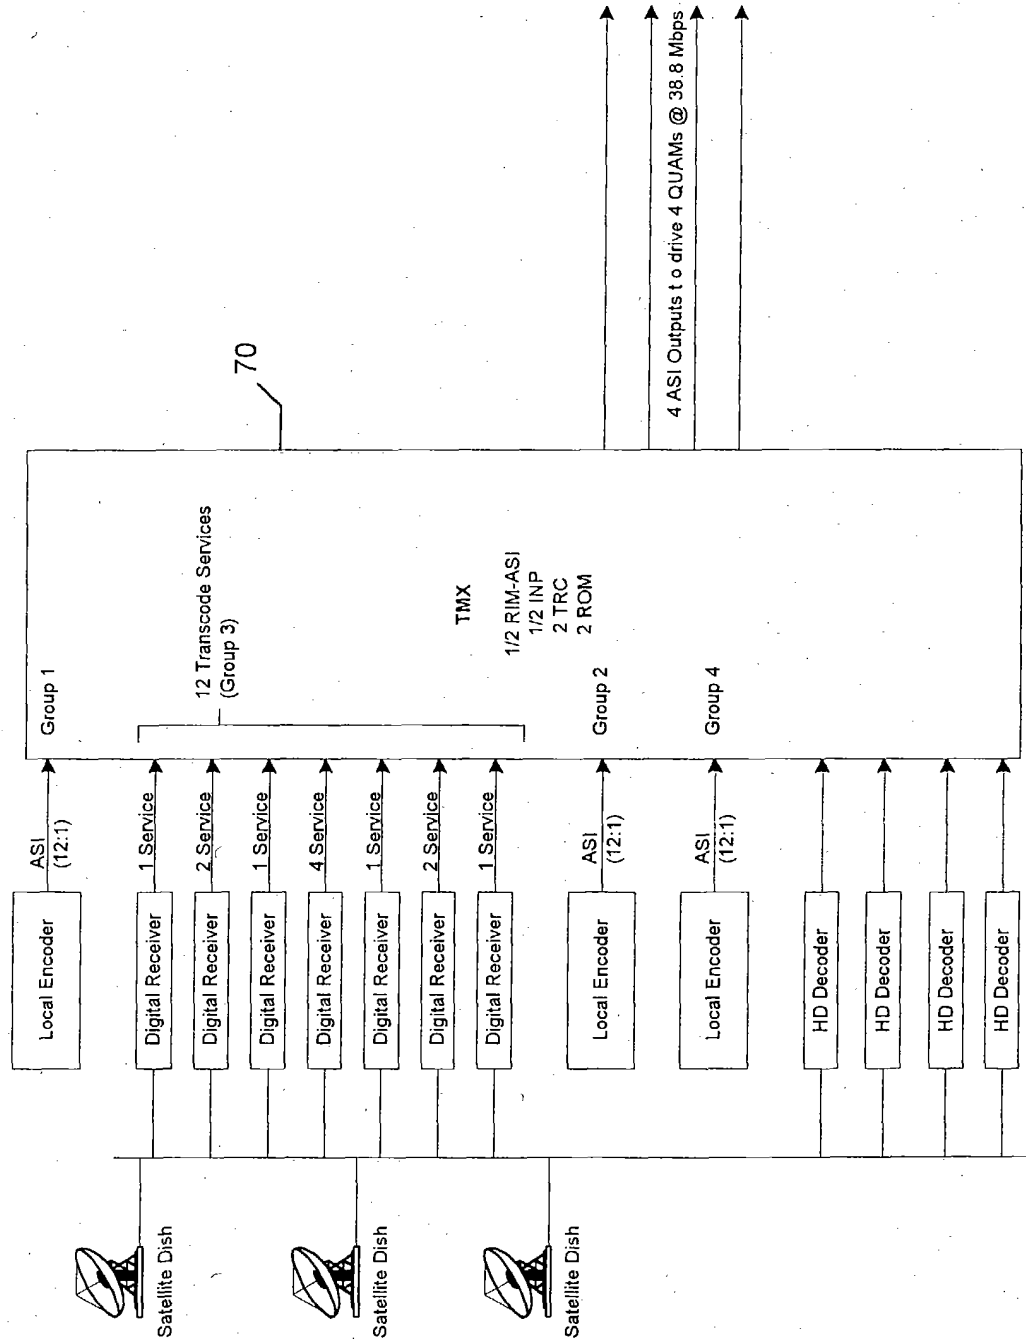 Satellite Dish
Satellite Dish
Satellite Dish
Local Encoder
Digital Receiver
Digital Receiver
Digital Receiver
Digital Receiver
Digital Receiver
Digital Receiver
Digital Receiver
Local Encoder
Local Encoder
HD Decoder
HD Decoder
HD Decoder
HD Decoder
ASI
(12:1)
1 Service
2 Service
1 Service
4 Service
1 Service
2 Service
1 Service
ASI
(12:1)
ASI
(12:1)
Group 1
12 Transcode Services
(Group 3)
TMX
1/2 RIM-ASI
1/2 INP
2 TRC
2 ROM
Group 2
Group 4
70
4 ASI Outputs t o drive 4 QUAMs @ 38.8 Mbps